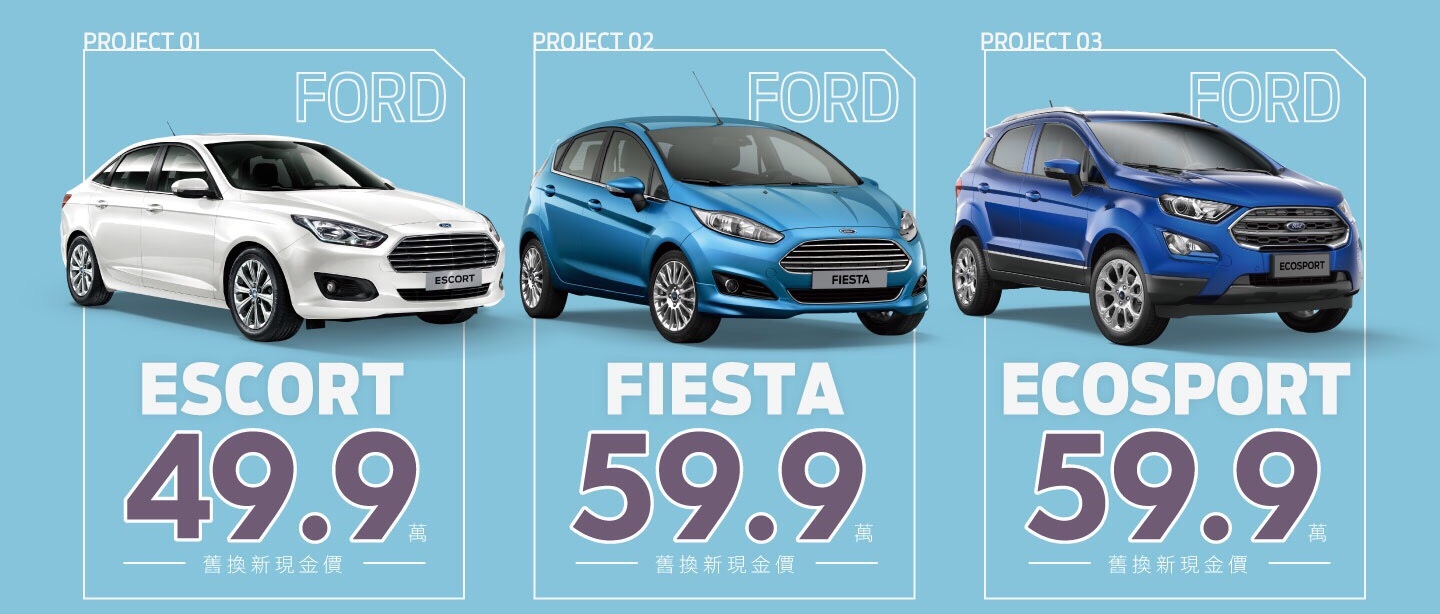 PROJECT 01
FORD
ESCORT
ESCORT
49.9萬
舊換新現金價
PROJECT 02
FORD
FIESTA
FIESTA
59.9萬
舊換新現金價
PROJECT 03
FORD
ECOSPORT
ECOSPORT
59.9萬
舊換新現金價